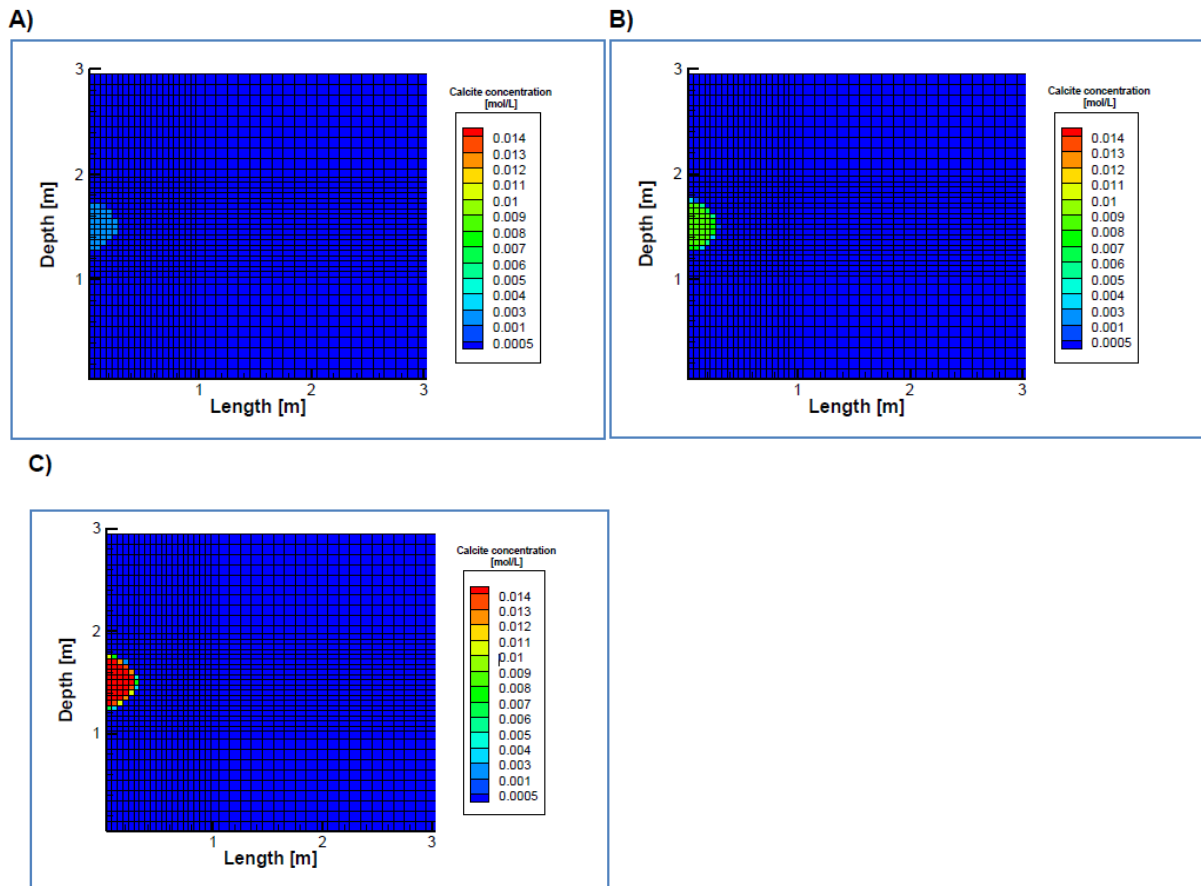 A)
Calcite concentration
[mol/L]
0.014
0.013
0.012
0.011
0.01
0.009
0.008
0.007
0.006
0.005
0.004
0.003
0.001
0.0005
Depth [m]
3
2
1
1 2 3
Length [m]
B)
Calcite concentration
[mol/L]
0.014
0.013
0.012
0.011
0.01
0.009
0.008
0.007
0.006
0.005
0.004
0.003
0.001
0.0005
Depth [m]
3
2
1
1 2 3
Length [m]
C)
Calcite concentration
[mol/L]
0.014
0.013
0.012
0.011
0.01
0.009
0.008
0.007
0.006
0.005
0.004
0.003
0.001
0.0005
Depth [m]
3
2
1
1 2 3
Length [m]